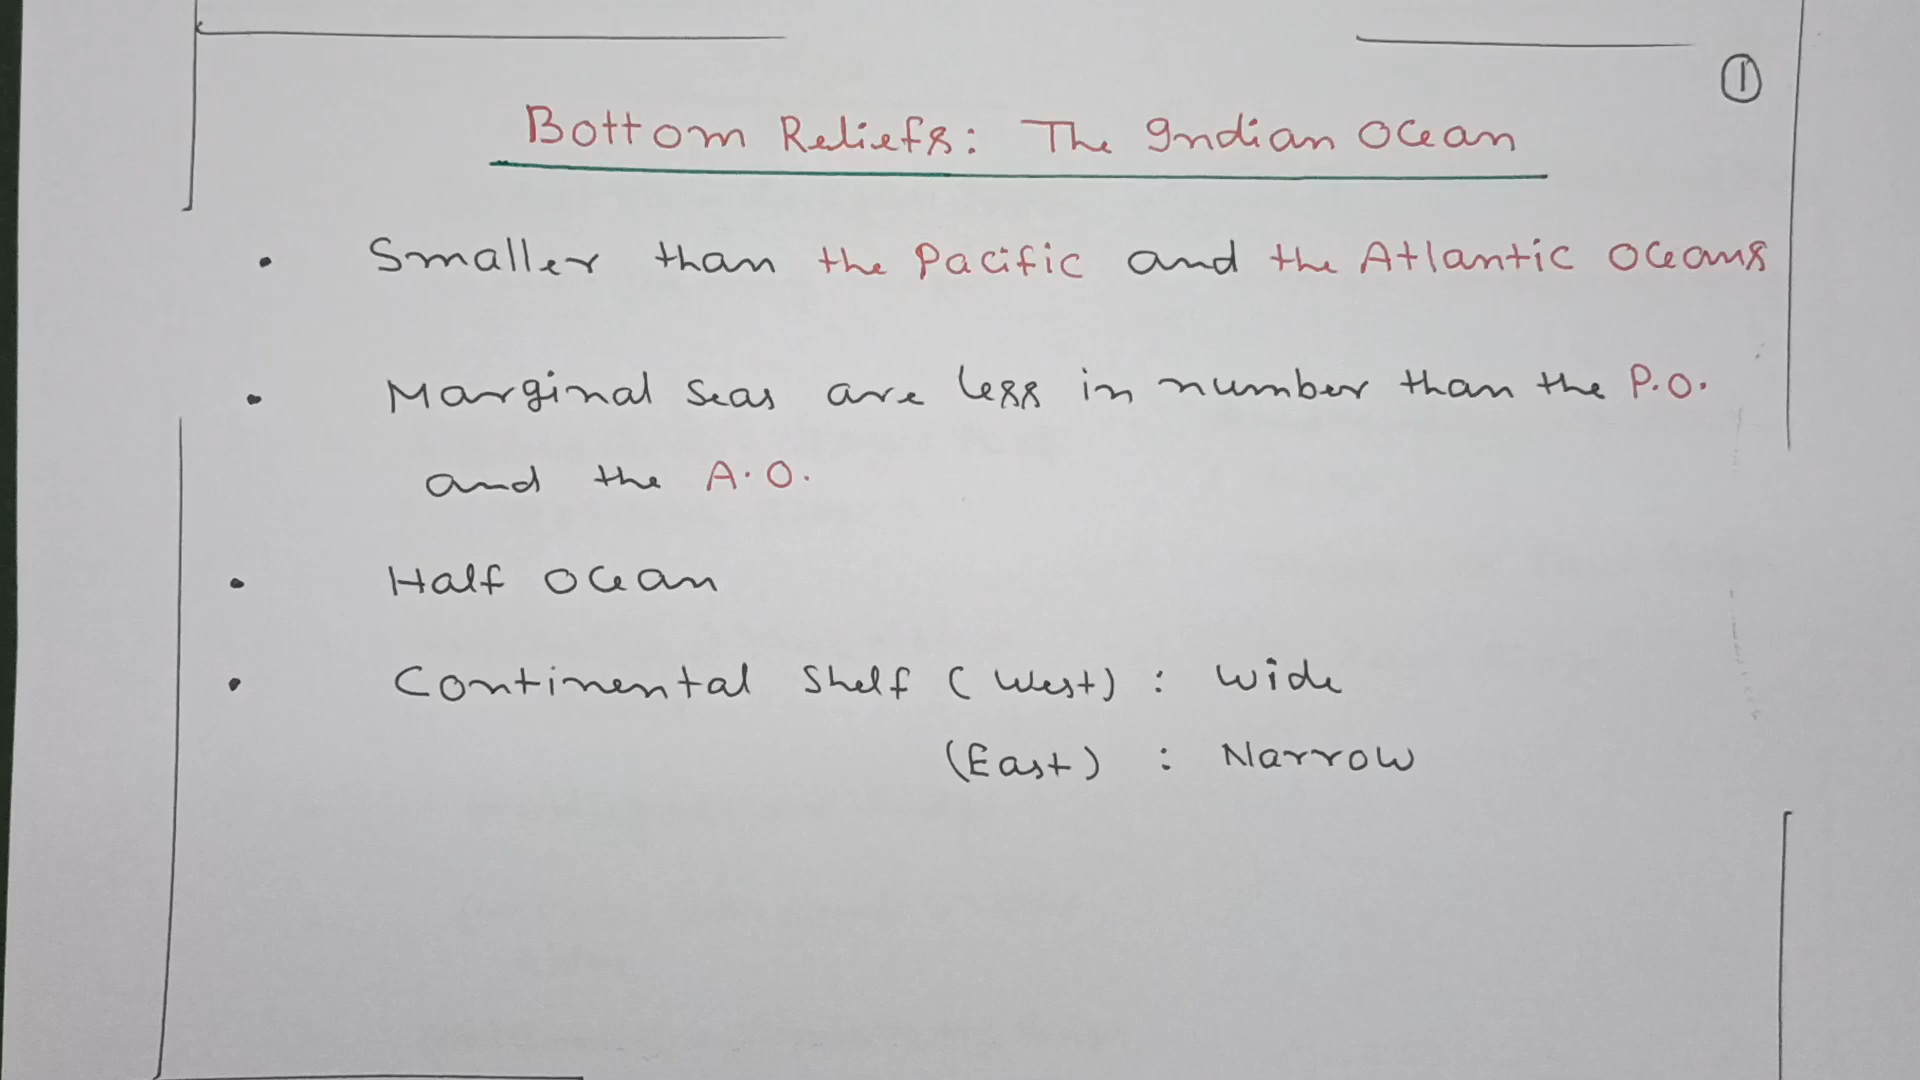 ①
Bottom Reliefs: The Indian Ocean
• Smaller than the Pacific and the Atlantic Oceans
• Marginal Seas are less in number than the P.O.
and the A.O.
• Half Ocean
• Continental Shelf (West) : Wide
(East) : Narrow